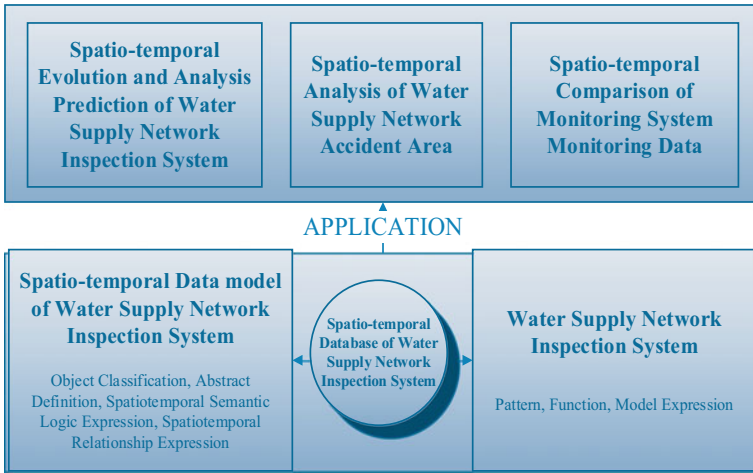 Spatio-temporal
Evolution and Analysis
Prediction of Water
Supply Network
Inspection System
Spatio-temporal
Analysis of Water
Supply Network
Accident Area
Spatio-temporal
Comparison of
Monitoring System
Monitoring Data
APPLICATION
Spatio-temporal Data model
of Water Supply Network
Inspection System
Object Classification, Abstract
Definition, Spatiotemporal Semantic
Logic Expression, Spatiotemporal
Relationship Expression
Spatio-temporal
Database of Water
Supply Network
Inspection System
Water Supply Network
Inspection System
Pattern, Function, Model Expression